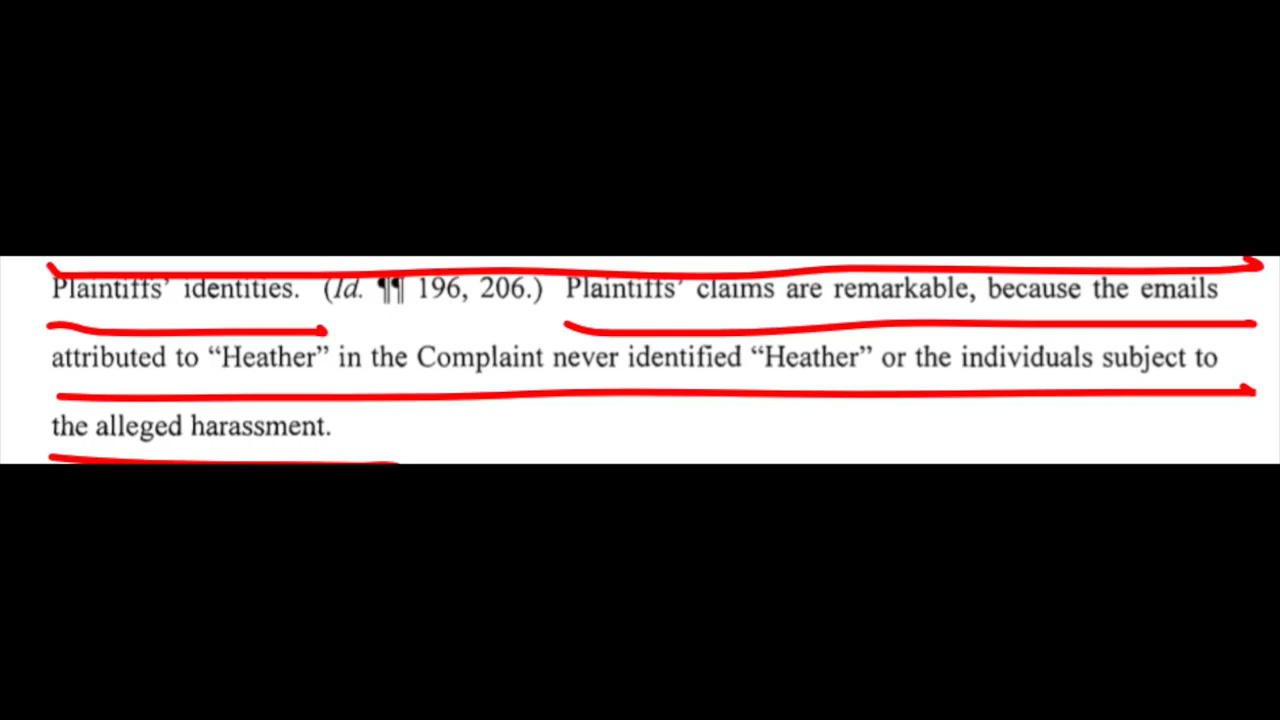 Plaintiffs’ identities. (Id. ¶¶ 196, 206.) Plaintiffs’ claims are remarkable, because the emails
attributed to “Heather” in the Complaint never identified “Heather” or the individuals subject to
the alleged harassment.